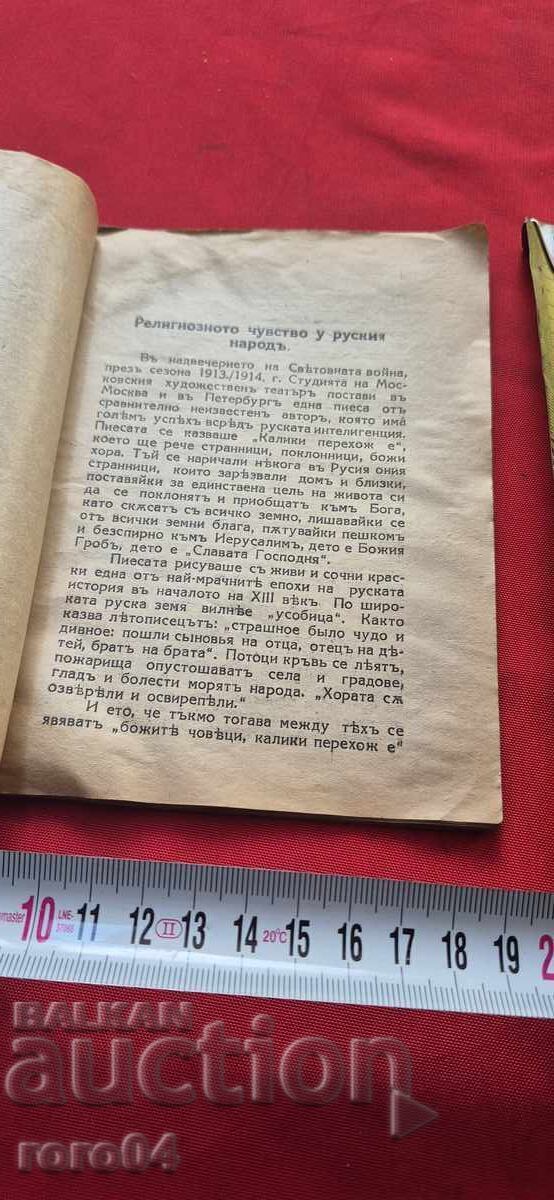 Религиозното чувство у руския
народъ.
Въ надвечерието на Свѣтовната война,
презъ сезона 1913./1914. г. Студията на Мос-
ковския художественъ театъръ постави въ
Москва и въ Петербургъ една пиеса отъ
сравнително неизвестенъ авторъ, която има
голѣмъ успѣхъ всрѣдъ руската интелигенция.
Пиесата се казваше „Калики перехож е“,
което ще рече странници, поклонници, божи
хора. Тъй се наричали нѣкога въ Русия ония
странници, които зарѣзвали домъ и близки,
поставяйки за единствена цель на живота си
да се поклонятъ и приобщатъ къмъ Бога,
като скѫсатъ съ всичко земно, лишавайки се
отъ всички земни блага, пѫтувайки пешкомъ
и безспирно къмъ Иерусалимъ, дето е Божия
Гробъ, дето е „Славата Господня“.
Пиесата рисуваше съ живи и сочни крас-
ки една отъ най-мрачнитѣ епохи на руската
история въ началото на XIII вѣкъ. По широ-
ката руска земя вилнѣе „усобица“. Както
казва лѣтописецътъ: „страшное было чудо и
дивное: пошли сыновья на отца, отецъ на дѣ-
тей, братъ на брата“. Потоци кръвь се лѣятъ,
пожарища опустошаватъ села и градове,
гладъ и болести морятъ народа. „Хората сѫ
озвѣрѣли и освирепѣли.“
И ето, че тъкмо тогава между тѣхъ се
явяватъ „божитѣ човѣци, калики перехож е“
master 10 LNE- 11 12 II 13 14 20°C 15 16 17 18 19 2
37068
BALKAN
auction
roro04